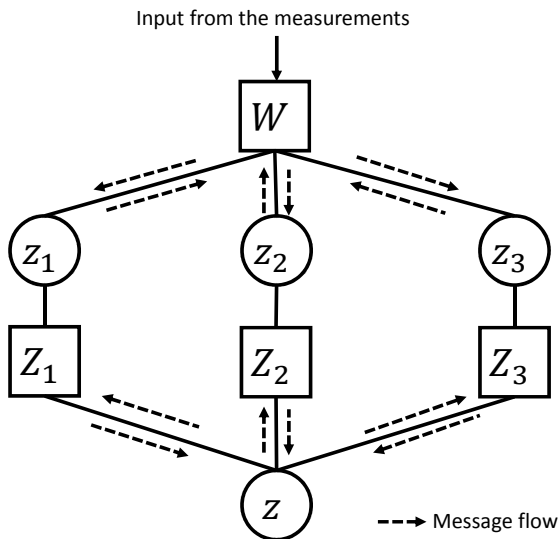 Input from the measurements
W
z₁ z₂ z₃
Z₁ Z₂ Z₃
z
Message flow